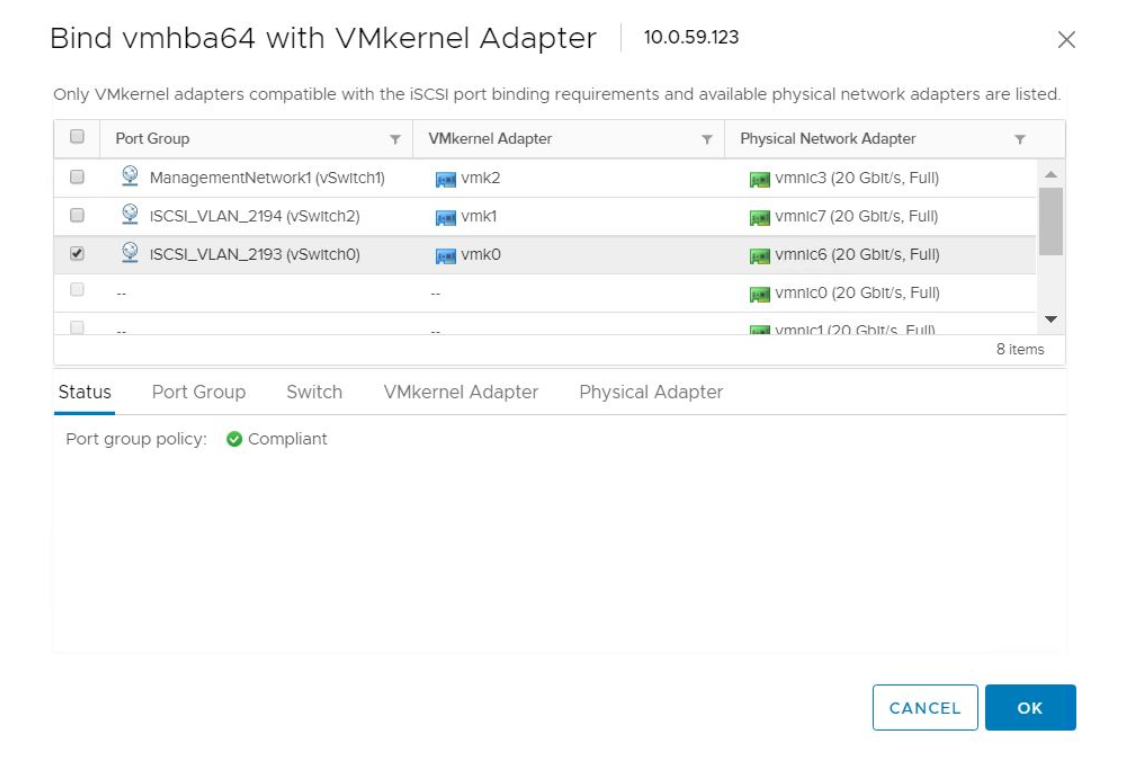 Bind vmhba64 with VMkernel Adapter 10.0.59.123
Only VMkernel adapters compatible with the iSCSI port binding requirements and available physical network adapters are listed.
Port Group VMkernel Adapter Physical Network Adapter
ManagementNetwork1 (vSwitch1) vmk2 vmnic3 (20 Gbit/s, Full)
iSCSI_VLAN_2194 (vSwitch2) vmk1 vmnic7 (20 Gbit/s, Full)
iSCSI_VLAN_2193 (vSwitch0) vmk0 vmnic6 (20 Gbit/s, Full)
-- -- vmnic0 (20 Gbit/s, Full)
-- -- vmnic1 (20 Gbit/s, Full)
8 items
Status Port Group Switch VMkernel Adapter Physical Adapter
Port group policy: Compliant
CANCEL OK